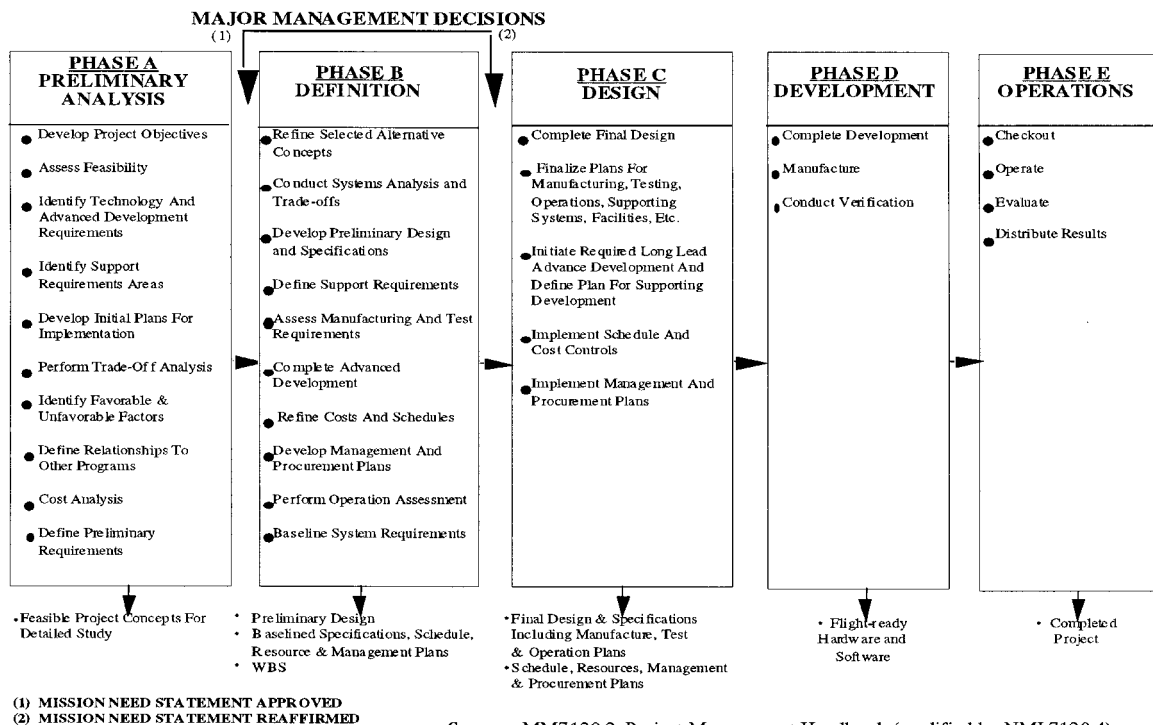 MAJOR MANAGEMENT DECISIONS
(1)
(2)
PHASE A
PRELIMINARY
ANALYSIS
Develop Project Objectives
Assess Feasibility
Identify Technology And
Advanced Development
Requirements
Identify Support
Requirements Areas
Develop Initial Plans For
Implementation
Perform Trade-Off Analysis
Identify Favorable &
Unfavorable Factors
Define Relationships To
Other Programs
Cost Analysis
Define Preliminary
Requirements
• Feasible Project Concepts For
Detailed Study
PHASE B
DEFINITION
Refine Selected Alternative
Concepts
Conduct Systems Analysis and
Trade-offs
Develop Preliminary Design
and Specifications
Define Support Requirements
Assess Manufacturing And Test
Requirements
Complete Advanced
Development
Refine Costs And Schedules
Develop Management And
Procurement Plans
Perform Operation Assessment
Baseline System Requirements
• Preliminary Design
• Baselined Specifications, Schedule,
Resource & Management Plans
• WBS
PHASE C
DESIGN
Complete Final Design
Finalize Plans For
Manufacturing, Testing,
Operations, Supporting
Systems, Facilities, Etc.
Initiate Required Long Lead
Advance Development And
Define Plan For Supporting
Development
Implement Schedule And
Cost Controls
Implement Management And
Procurement Plans
• Final Design & Specifications
Including Manufacture, Test
& Operation Plans
• Schedule, Resources, Management
& Procurement Plans
PHASE D
DEVELOPMENT
Complete Development
Manufacture
Conduct Verification
• Flight-ready
Hardware and
Software
PHASE E
OPERATIONS
Checkout
Operate
Evaluate
Distribute Results
• Completed
Project
(1) MISSION NEED STATEMENT APPROVED
(2) MISSION NEED STATEMENT REAFFIRMED